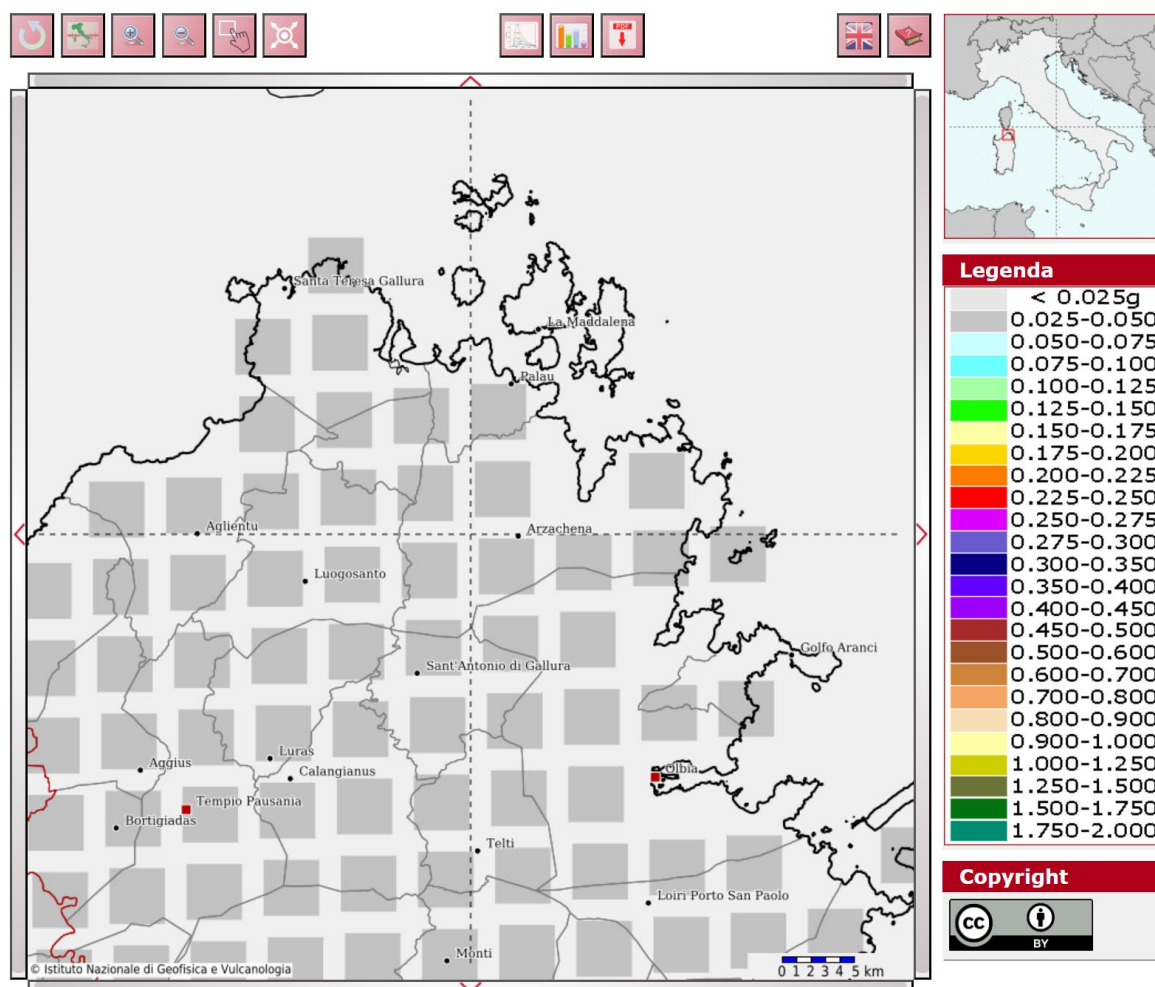 PDF
?
Santa Teresa Gallura
La Maddalena
Palau
Aglientu
Arzachena
Luogosanto
Golfo Aranci
Sant'Antonio di Gallura
Luras
Aggius
Calangianus
Olbia
Tempio Pausania
Bortigiadas
Telti
Loiri Porto San Paolo
Monti
© Istituto Nazionale di Geofisica e Vulcanologia
0 1 2 3 4 5 km
Legenda
< 0.025g
0.025-0.050
0.050-0.075
0.075-0.100
0.100-0.125
0.125-0.150
0.150-0.175
0.175-0.200
0.200-0.225
0.225-0.250
0.250-0.275
0.275-0.300
0.300-0.350
0.350-0.400
0.400-0.450
0.450-0.500
0.500-0.600
0.600-0.700
0.700-0.800
0.800-0.900
0.900-1.000
1.000-1.250
1.250-1.500
1.500-1.750
1.750-2.000
Copyright
cc
BY